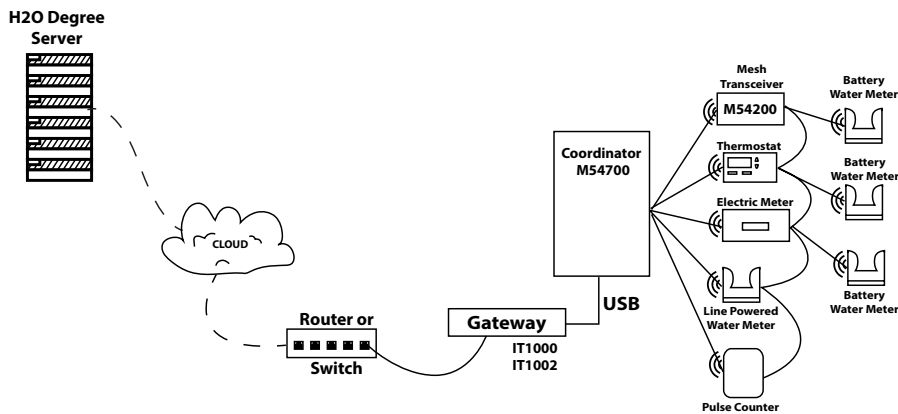 H2O Degree
Server
CLOUD
Router or
Switch
Gateway
IT1000
IT1002
USB
Coordinator
M54700
Mesh
Transceiver
M54200
Thermostat
Electric Meter
Line Powered
Water Meter
Pulse Counter
Battery
Water Meter
Battery
Water Meter
Battery
Water Meter